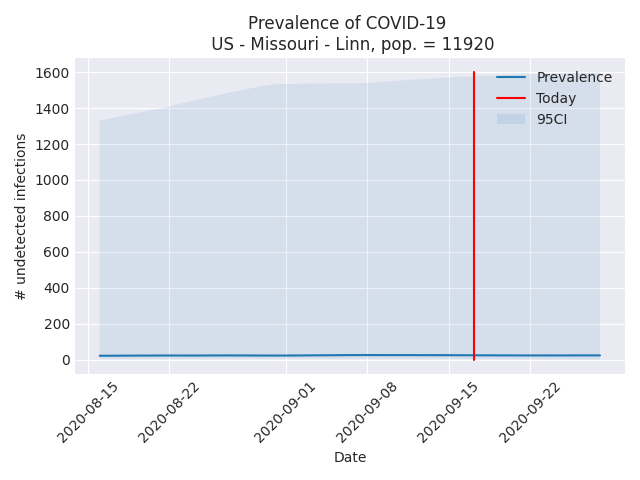 Prevalence of COVID-19
US - Missouri - Linn, pop. = 11920
# undetected infections
1600
1400
1200
1000
800
600
400
200
0
Prevalence
Today
95CI
2020-08-15
2020-08-22
2020-09-01
2020-09-08
2020-09-15
2020-09-22
Date